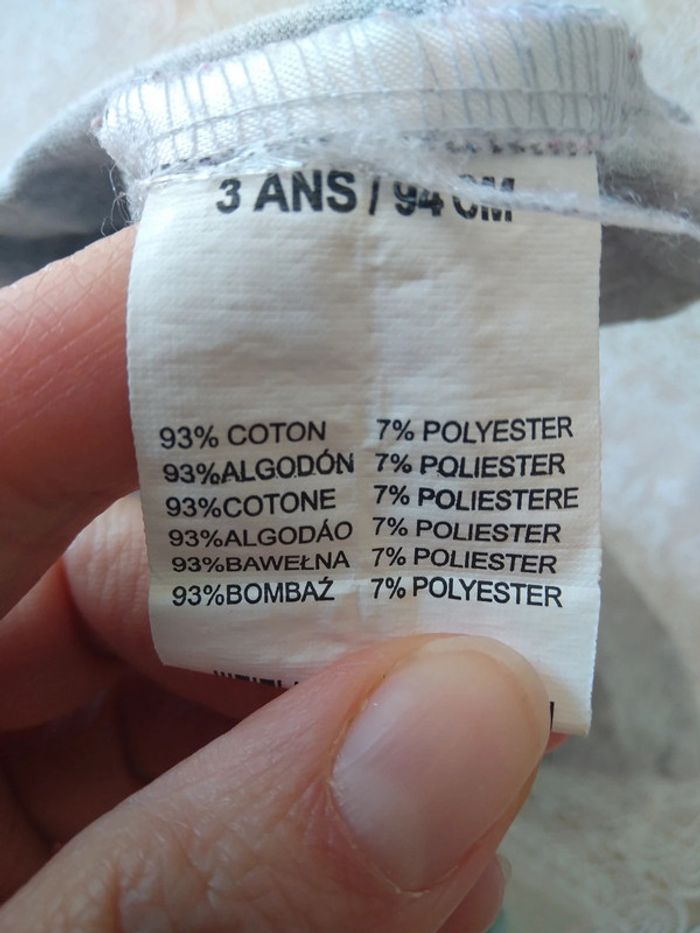 3 ANS / 94 CM
93% COTON 7% POLYESTER
93%ALGODÓN 7% POLIESTER
93%COTONE 7% POLIESTERE
93%ALGODÁO 7% POLIESTER
93%BAWEŁNA 7% POLIESTER
93%BOMBAŹ 7% POLYESTER